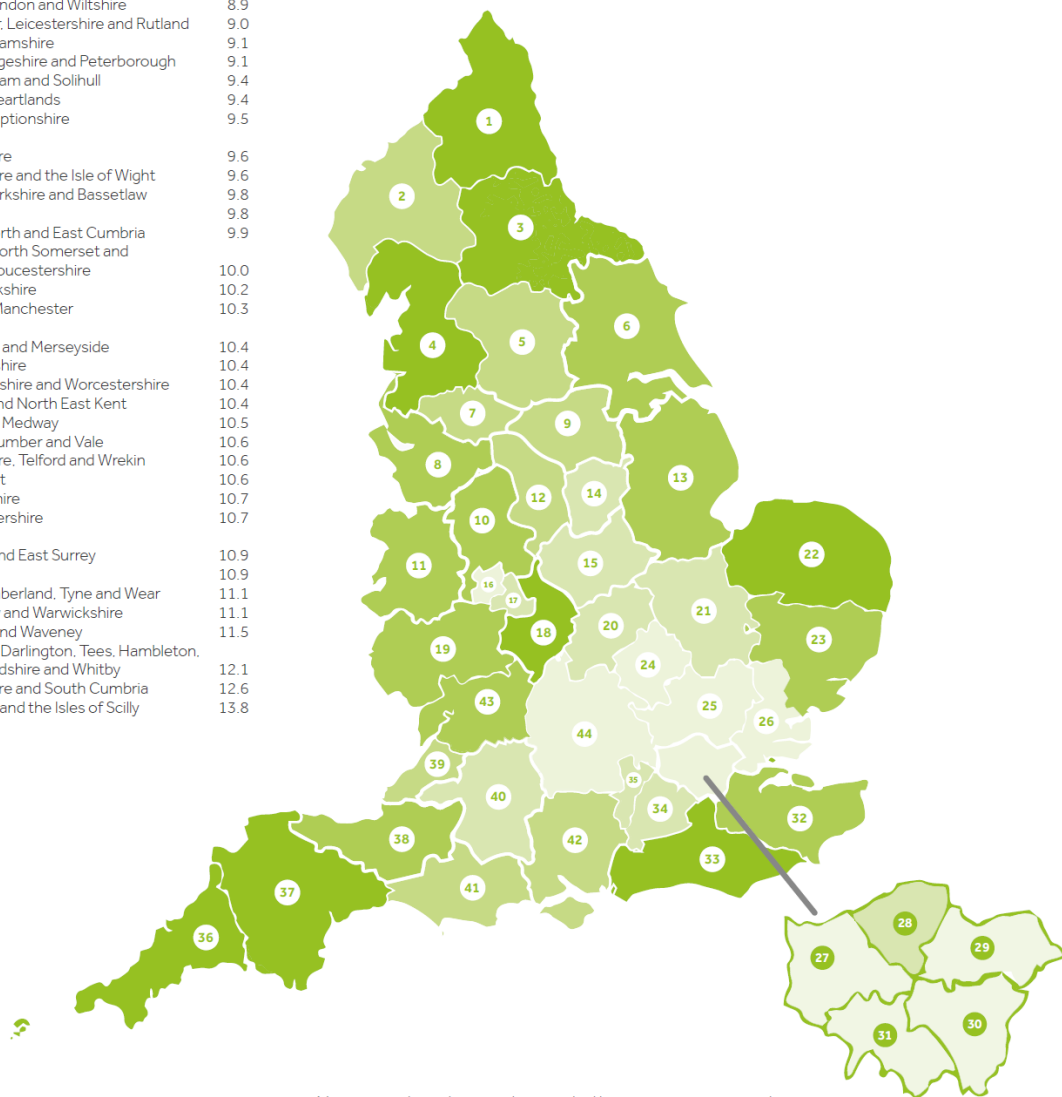 ndon and Wiltshire 8.9
, Leicestershire and Rutland 9.0
amshire 9.1
geshire and Peterborough 9.1
am and Solihull 9.4
eartlands 9.4
ptionshire 9.5
re 9.6
re and the Isle of Wight 9.6
rkshire and Bassetlaw 9.8
9.8
rth and East Cumbria 9.9
orth Somerset and
oucestershire 10.0
kshire 10.2
Manchester 10.3
and Merseyside 10.4
hire 10.4
shire and Worcestershire 10.4
nd North East Kent 10.4
Medway 10.5
umber and Vale 10.6
re, Telford and Wrekin 10.6
t 10.6
hire 10.7
ershire 10.7
nd East Surrey 10.9
10.9
berland, Tyne and Wear 11.1
and Warwickshire 11.1
nd Waveney 11.5
Darlington, Tees, Hambleton,
dshire and Whitby 12.1
re and South Cumbria 12.6
and the Isles of Scilly 13.8
1
2
3
6
4
5
7
9
8
13
12
14
10
22
15
11
16
17
21
20
18
23
19
24
43
25
26
44
39
35
40
34
32
38
42
33
41
37
28
36
29
27
30
31